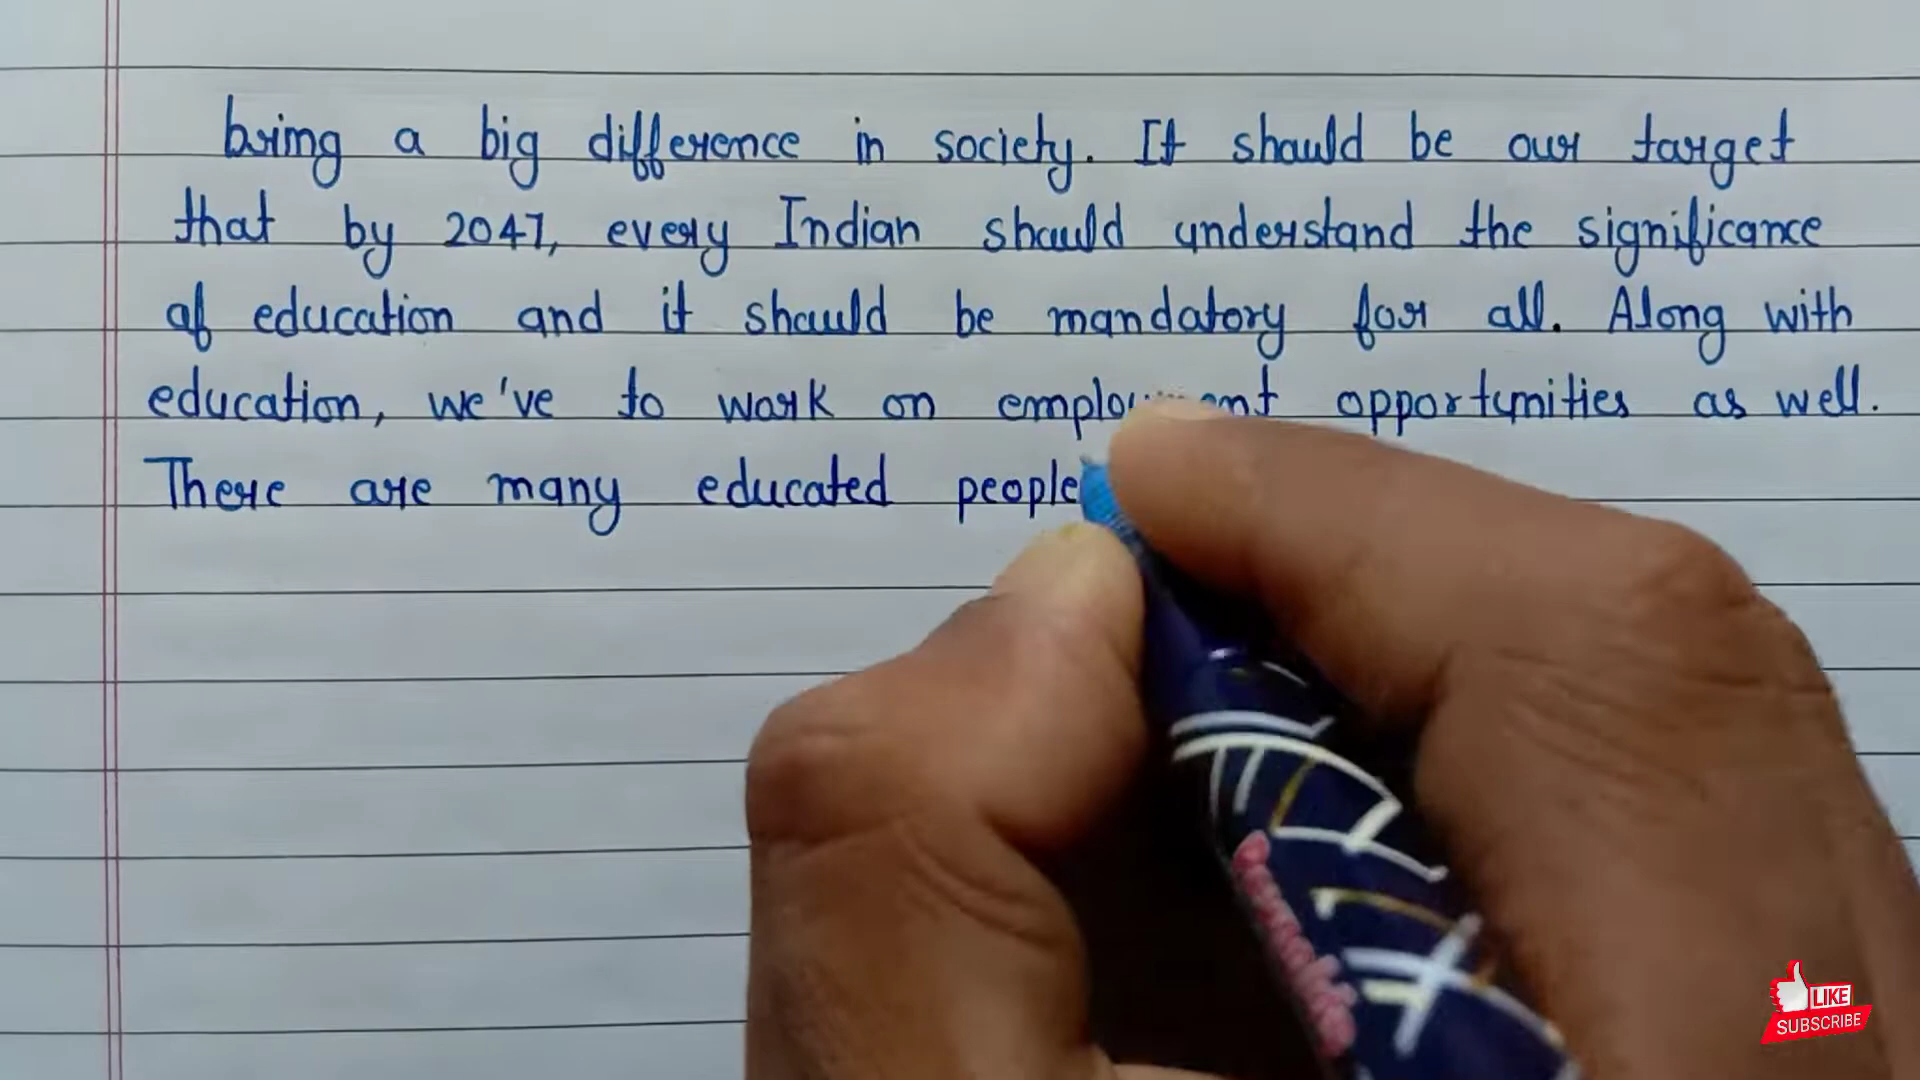 bring a big difference in society. It should be our target
that by 2047, every Indian should understand the significance
of education and it should be mandatory for all. Along with
education, we've to work on employment opportunities as well.
There are many educated people
LIKE
SUBSCRIBE